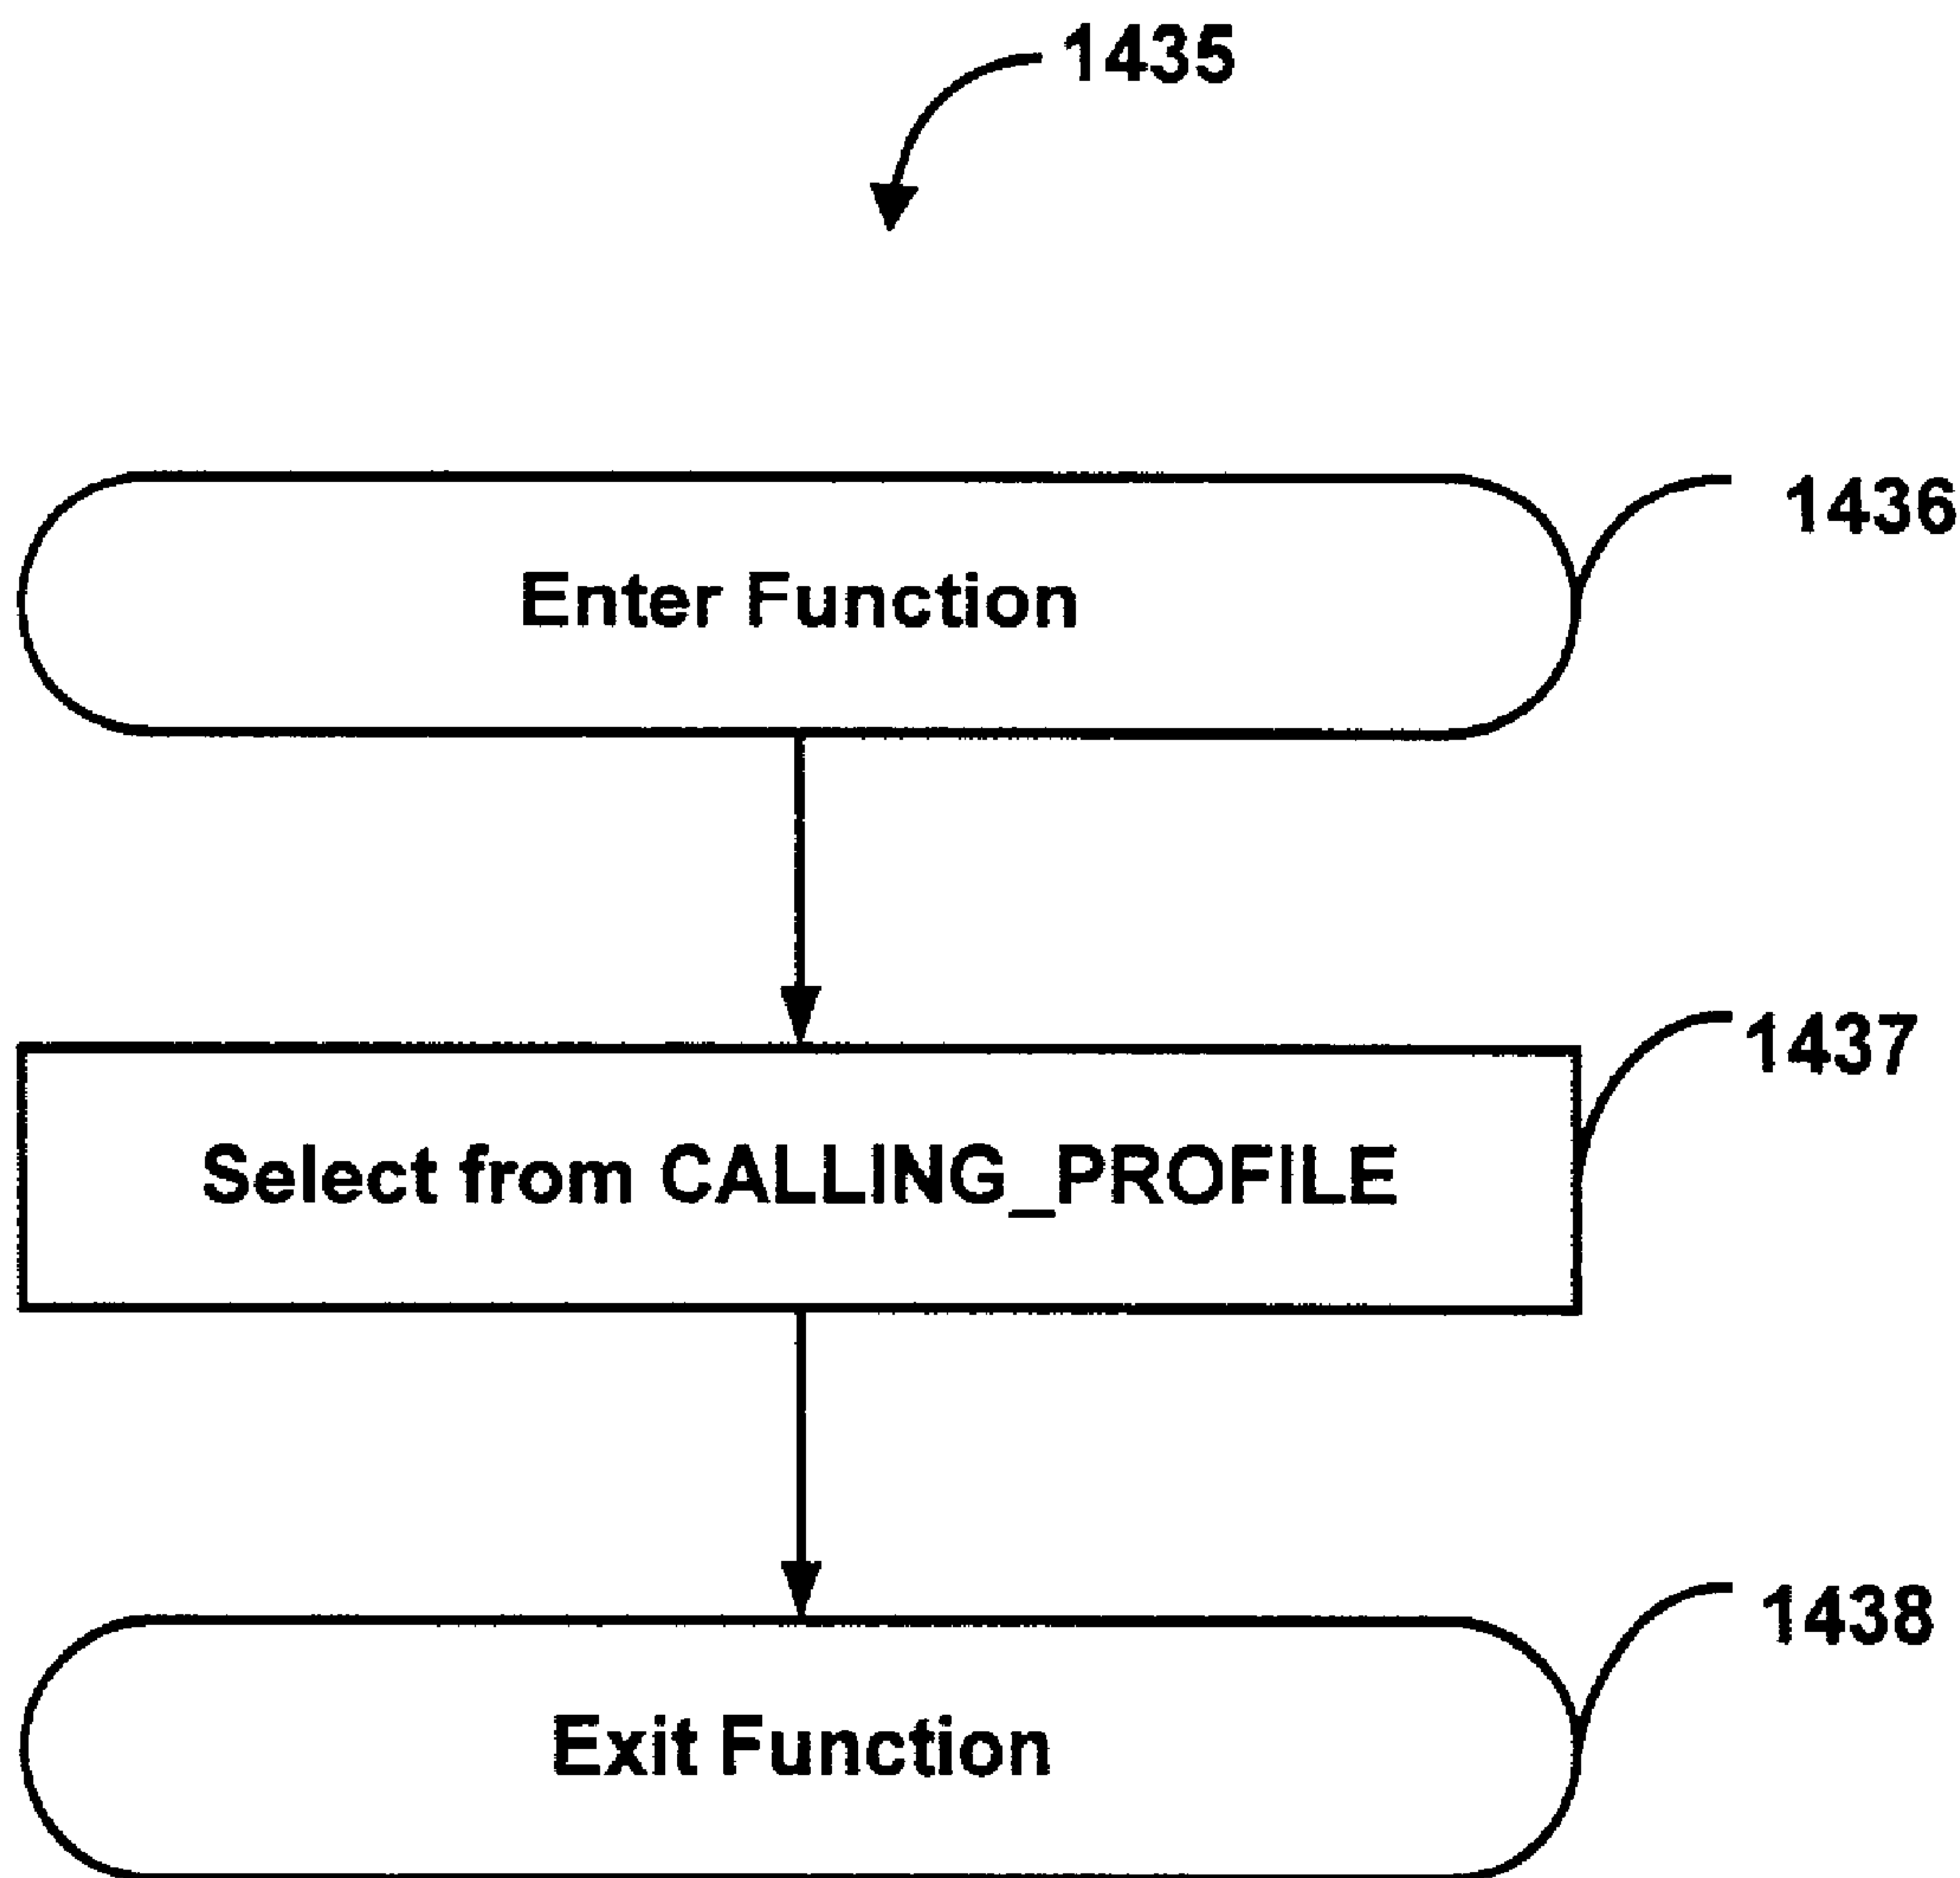 1435
1436
Enter Function
1437
Select from CALLING_PROFILE
1438
Exit Function